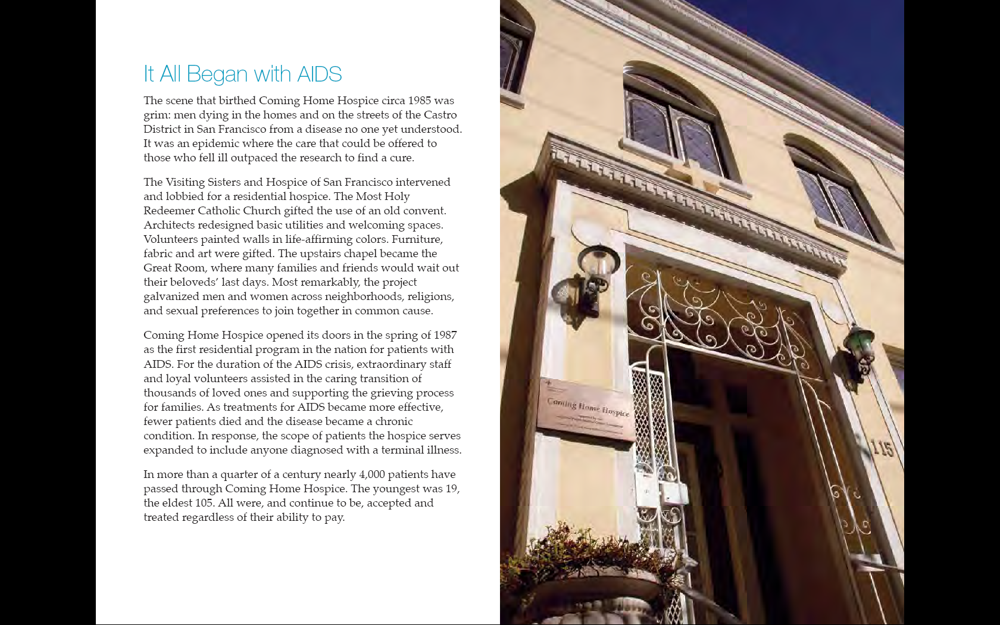 It All Began with AIDS
The scene that birthed Coming Home Hospice circa 1985 was
grim: men dying in the homes and on the streets of the Castro
District in San Francisco from a disease no one yet understood.
It was an epidemic where the care that could be offered to
those who fell ill outpaced the research to find a cure.
The Visiting Sisters and Hospice of San Francisco intervened
and lobbied for a residential hospice. The Most Holy
Redeemer Catholic Church gifted the use of an old convent.
Architects redesigned basic utilities and welcoming spaces.
Volunteers painted walls in life-affirming colors. Furniture,
fabric and art were gifted. The upstairs chapel became the
Great Room, where many families and friends would wait out
their beloveds’ last days. Most remarkably, the project
galvanized men and women across neighborhoods, religions,
and sexual preferences to join together in common cause.
Coming Home Hospice opened its doors in the spring of 1987
as the first residential program in the nation for patients with
AIDS. For the duration of the AIDS crisis, extraordinary staff
and loyal volunteers assisted in the caring transition of
thousands of loved ones and supporting the grieving process
for families. As treatments for AIDS became more effective,
fewer patients died and the disease became a chronic
condition. In response, the scope of patients the hospice serves
expanded to include anyone diagnosed with a terminal illness.
In more than a quarter of a century nearly 4,000 patients have
passed through Coming Home Hospice. The youngest was 19,
the eldest 105. All were, and continue to be, accepted and
treated regardless of their ability to pay.
Coming Home Hospice
115